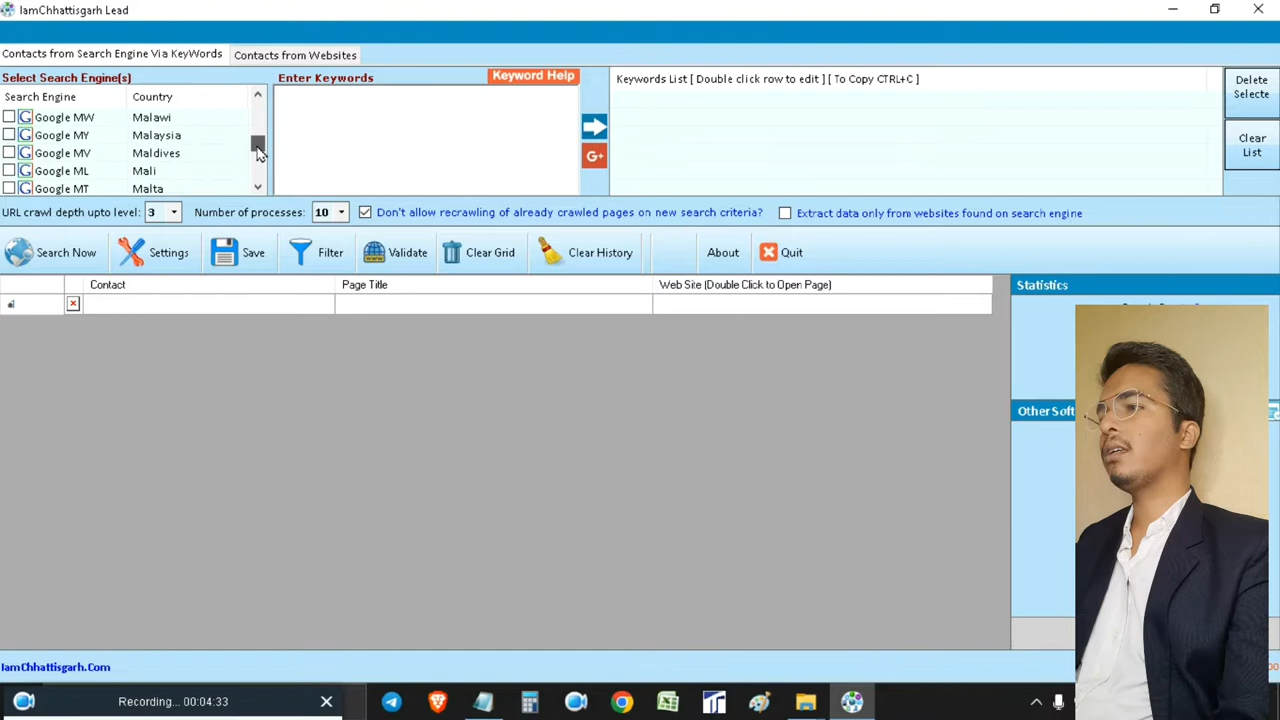 IamChhattisgarh Lead
Contacts from Search Engine Via KeyWords
Contacts from Websites
Select Search Engine(s)
Enter Keywords
Keyword Help
Keywords List [ Double click row to edit ] [ To Copy CTRL+C ]
Delete
Selecte
Search Engine
Country
Google MW
Malawi
Google MY
Malaysia
Google MV
Maldives
Google ML
Mali
Google MT
Malta
G+
Clear
List
URL crawl depth upto level:
3
Number of processes:
10
Don't allow recrawling of already crawled pages on new search criteria?
Extract data only from websites found on search engine
Search Now
Settings
Save
Filter
Validate
Clear Grid
Clear History
About
Quit
Contact
Page Title
Web Site (Double Click to Open Page)
Statistics
Other Soft
IamChhattisgarh.Com
Recording... 00:04:33